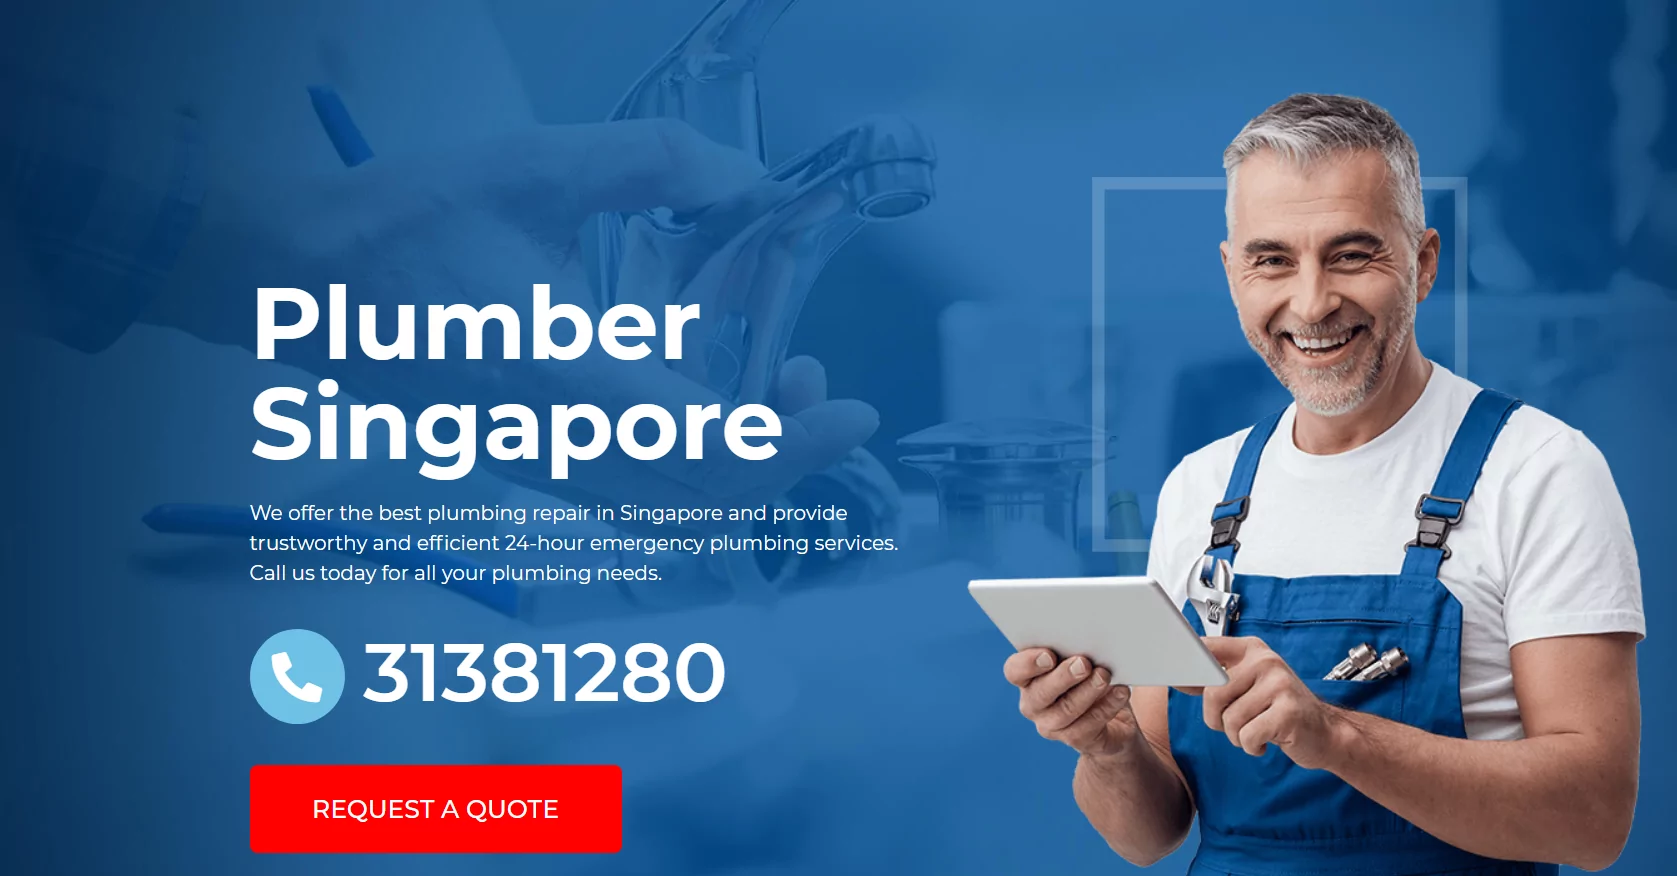 Plumber
Singapore
We offer the best plumbing repair in Singapore and provide
trustworthy and efficient 24-hour emergency plumbing services.
Call us today for all your plumbing needs.
31381280
REQUEST A QUOTE